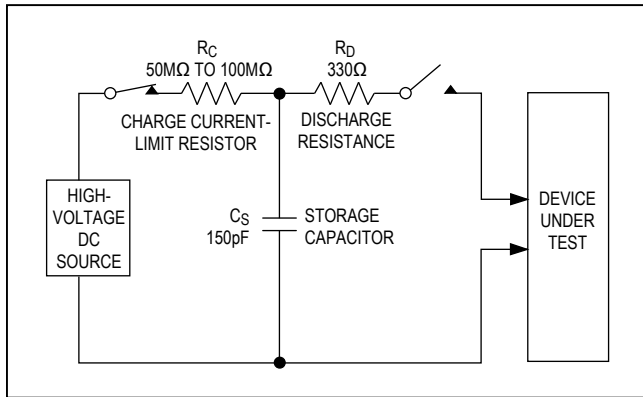 R_C
50MΩ TO 100MΩ
CHARGE CURRENT-
LIMIT RESISTOR
R_D
330Ω
DISCHARGE
RESISTANCE
HIGH-
VOLTAGE
DC
SOURCE
C_S
150pF
STORAGE
CAPACITOR
DEVICE
UNDER
TEST